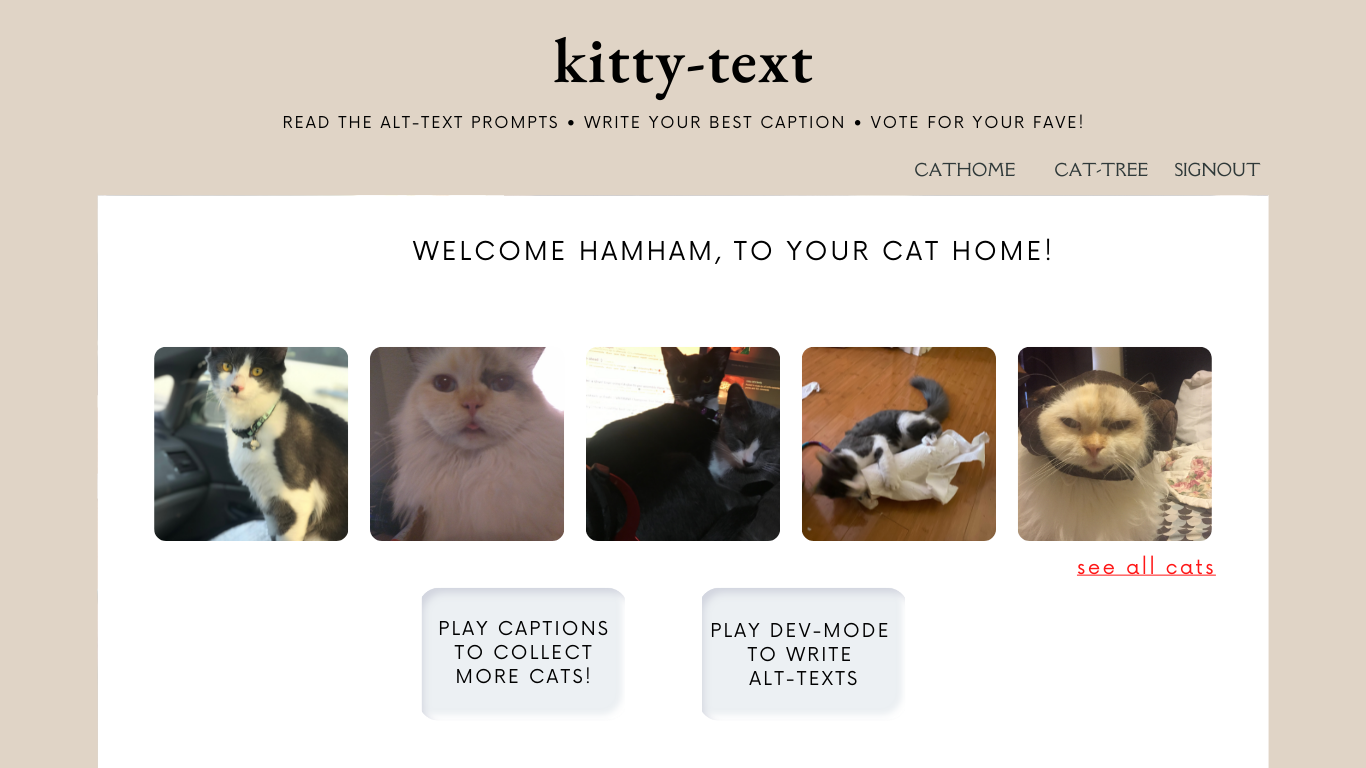 kitty-text
READ THE ALT-TEXT PROMPTS • WRITE YOUR BEST CAPTION • VOTE FOR YOUR FAVE!
CATHOME CAT-TREE SIGNOUT
WELCOME HAMHAM, TO YOUR CAT HOME!
see all cats
PLAY CAPTIONS
TO COLLECT
MORE CATS!
PLAY DEV-MODE
TO WRITE
ALT-TEXTS